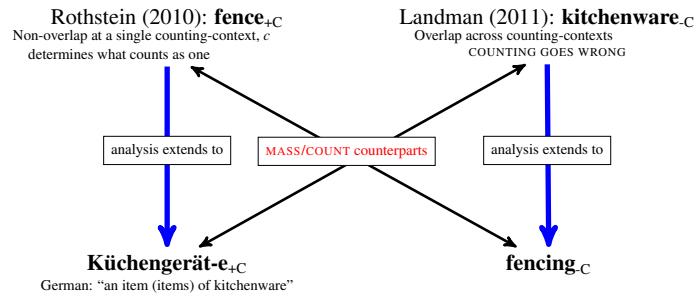 Rothstein (2010): fence+C
Non-overlap at a single counting-context, c
determines what counts as one
Landman (2011): kitchenware-C
Overlap across counting-contexts
COUNTING GOES WRONG
analysis extends to
MASS/COUNT counterparts
analysis extends to
Küchengerät-e+C
German: “an item (items) of kitchenware”
fencing-C